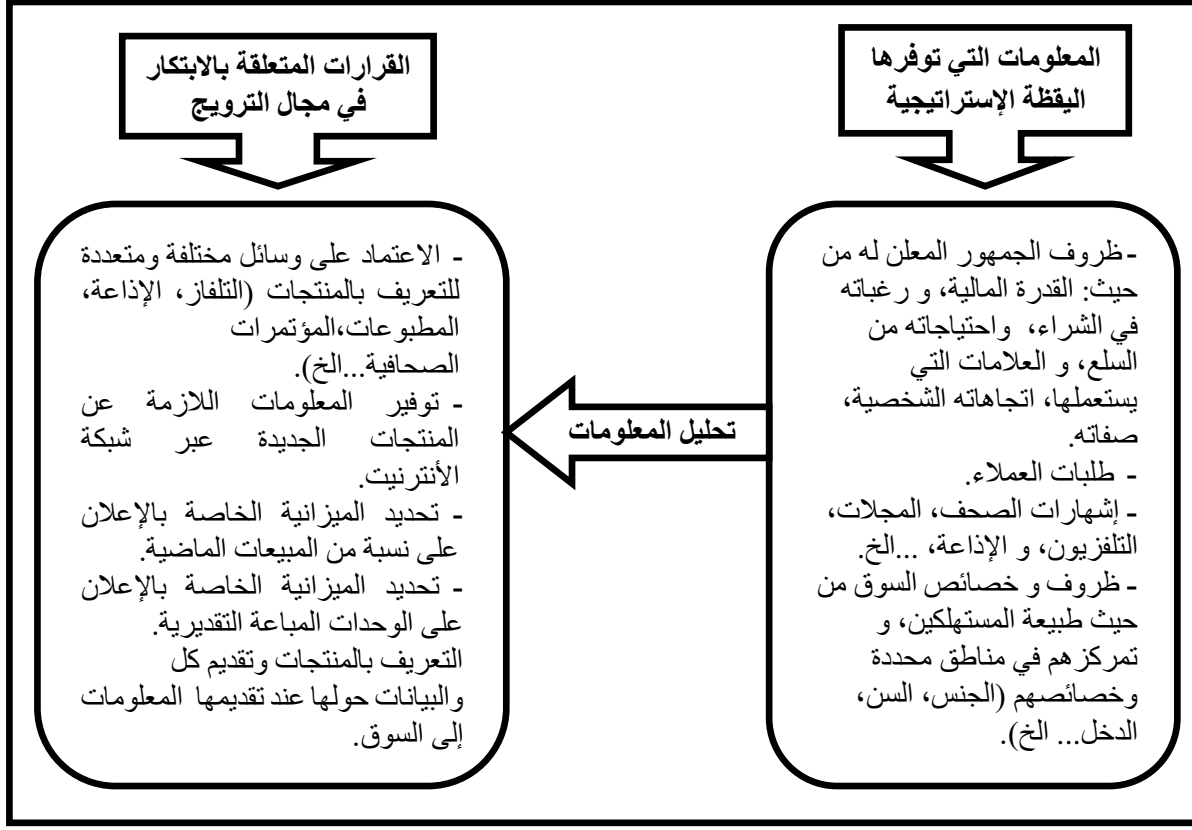 المعلومات التي توفرها
اليقظة الإستراتيجية
-ظروف الجمهور المعلن له من
حيث: القدرة المالية، و رغباته
في الشراء، واحتياجاته من
السلع، و العلامات التي
يستعملها، اتجاهاته الشخصية،
صفاته.
- طلبات العملاء.
- إشهارات الصحف، المجلات،
التلفزيون، و الإذاعة، ...الخ.
- ظروف و خصائص السوق من
حيث طبيعة المستهلكين، و
تمركزهم في مناطق محددة
وخصائصهم (الجنس، السن،
الدخل... الخ).
تحليل المعلومات
القرارات المتعلقة بالابتكار
في مجال الترويج
- الاعتماد على وسائل مختلفة ومتعددة
للتعريف بالمنتجات (التلفاز، الإذاعة،
المطبوعات،المؤتمرات
الصحافية...الخ).
- توفير المعلومات اللازمة عن
المنتجات الجديدة عبر شبكة
الأنترنيت.
- تحديد الميزانية الخاصة بالإعلان
على نسبة من المبيعات الماضية.
- تحديد الميزانية الخاصة بالإعلان
على الوحدات المباعة التقديرية.
التعريف بالمنتجات وتقديم كل
والبيانات حولها عند تقديمها المعلومات
إلى السوق.